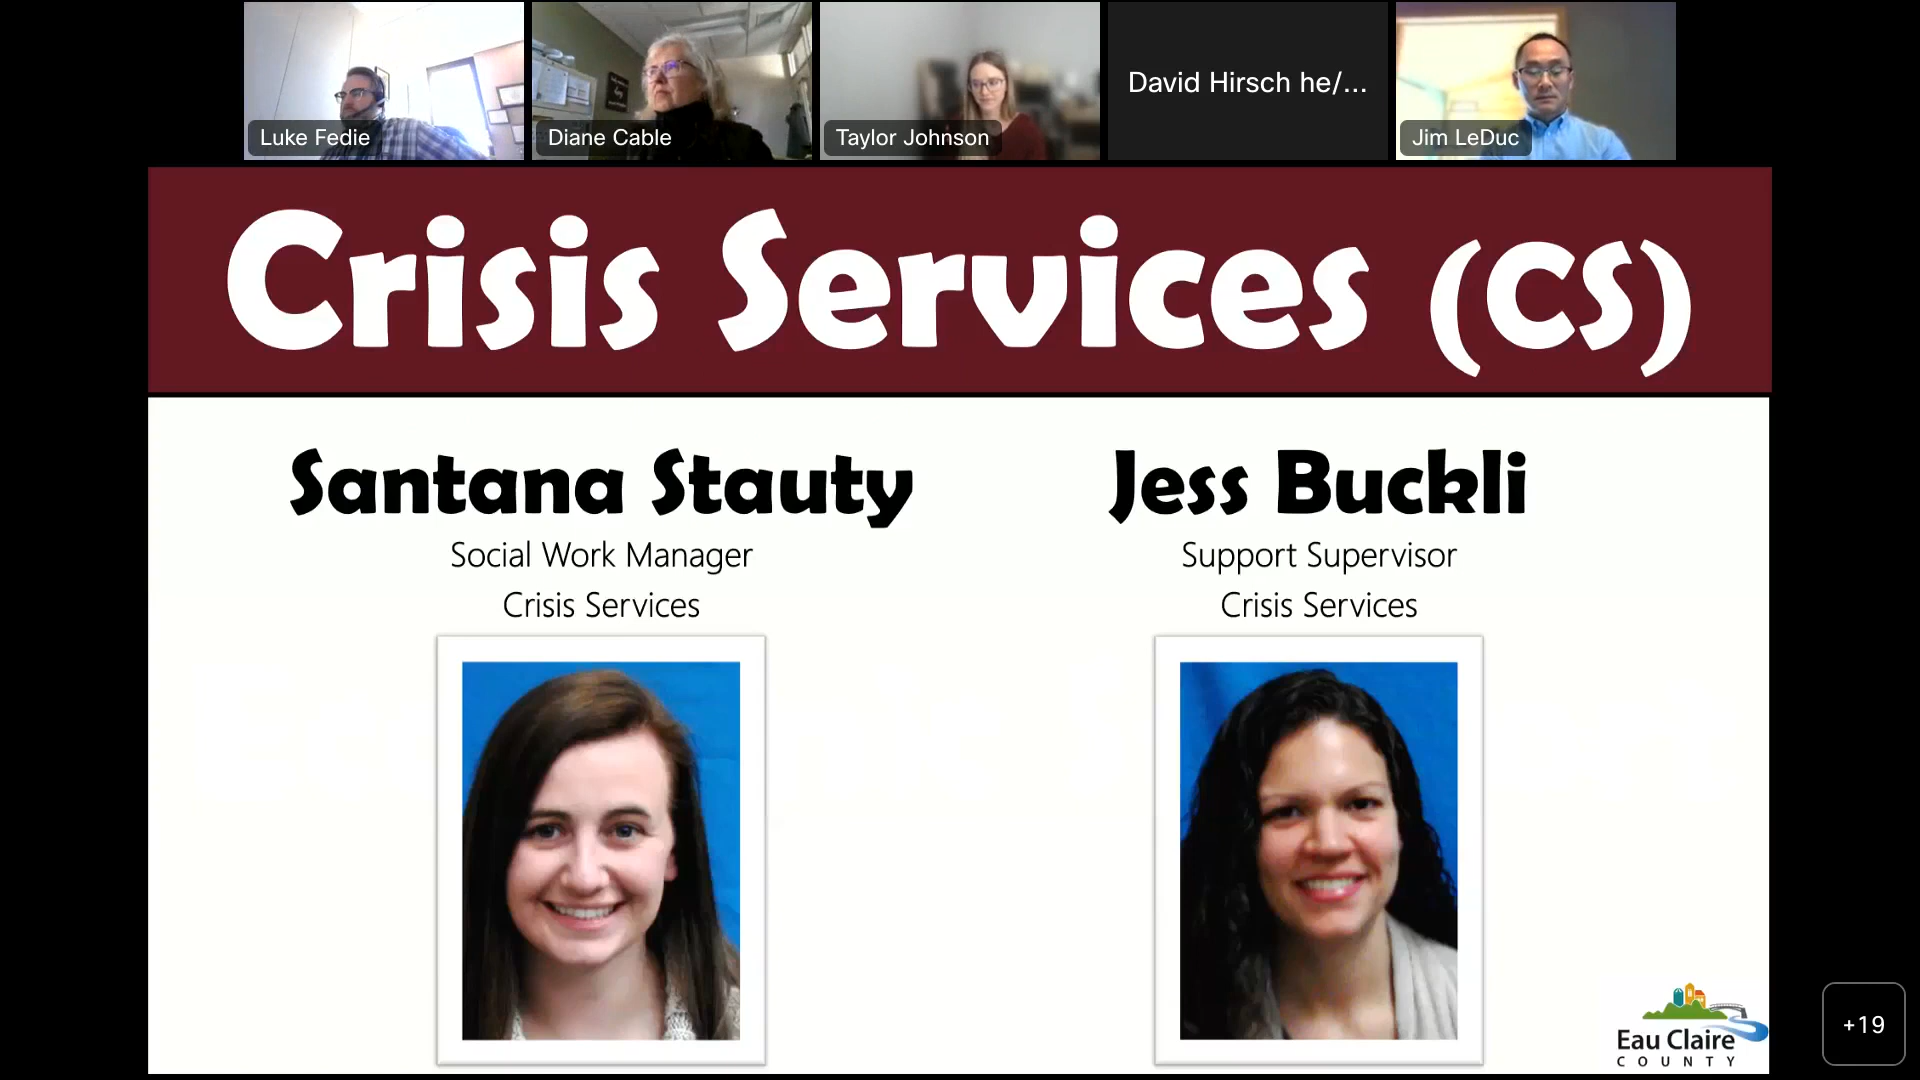 Luke Fedie
Diane Cable
Taylor Johnson
David Hirsch he/...
Jim LeDuc
Crisis Services (CS)
Santana Stauty
Social Work Manager
Crisis Services
Jess Buckli
Support Supervisor
Crisis Services
Eau Claire
COUNTY
+19